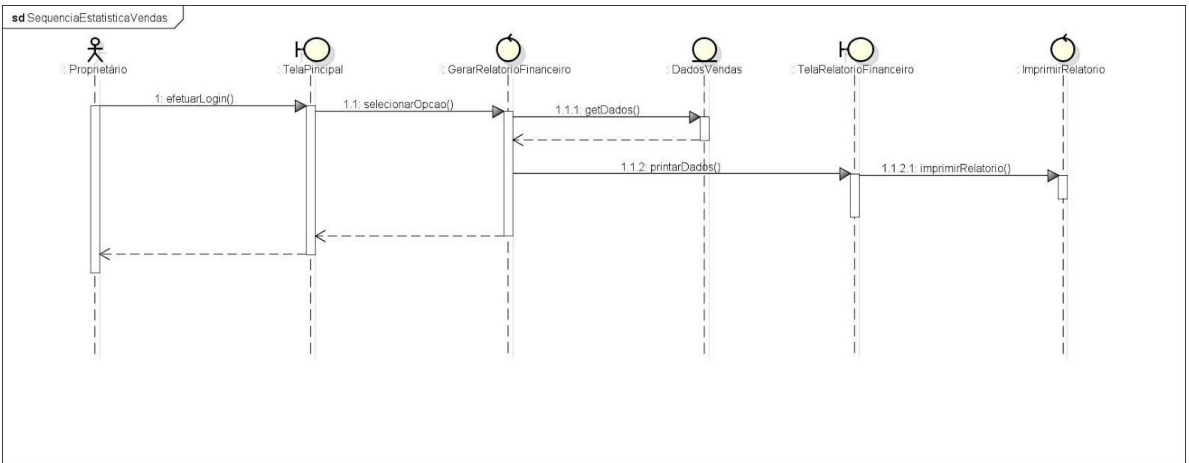 sd SequenciaEstatisticaVendas
: Proprietário
: TelaPincipal
: GerarRelatorioFinanceiro
: DadosVendas
: TelaRelatorioFinanceiro
: ImprimirRelatorio
1: efetuarLogin()
1.1: selecionarOpcao()
1.1.1: getDados()
1.1.2: printarDados()
1.1.2.1: imprimirRelatorio()